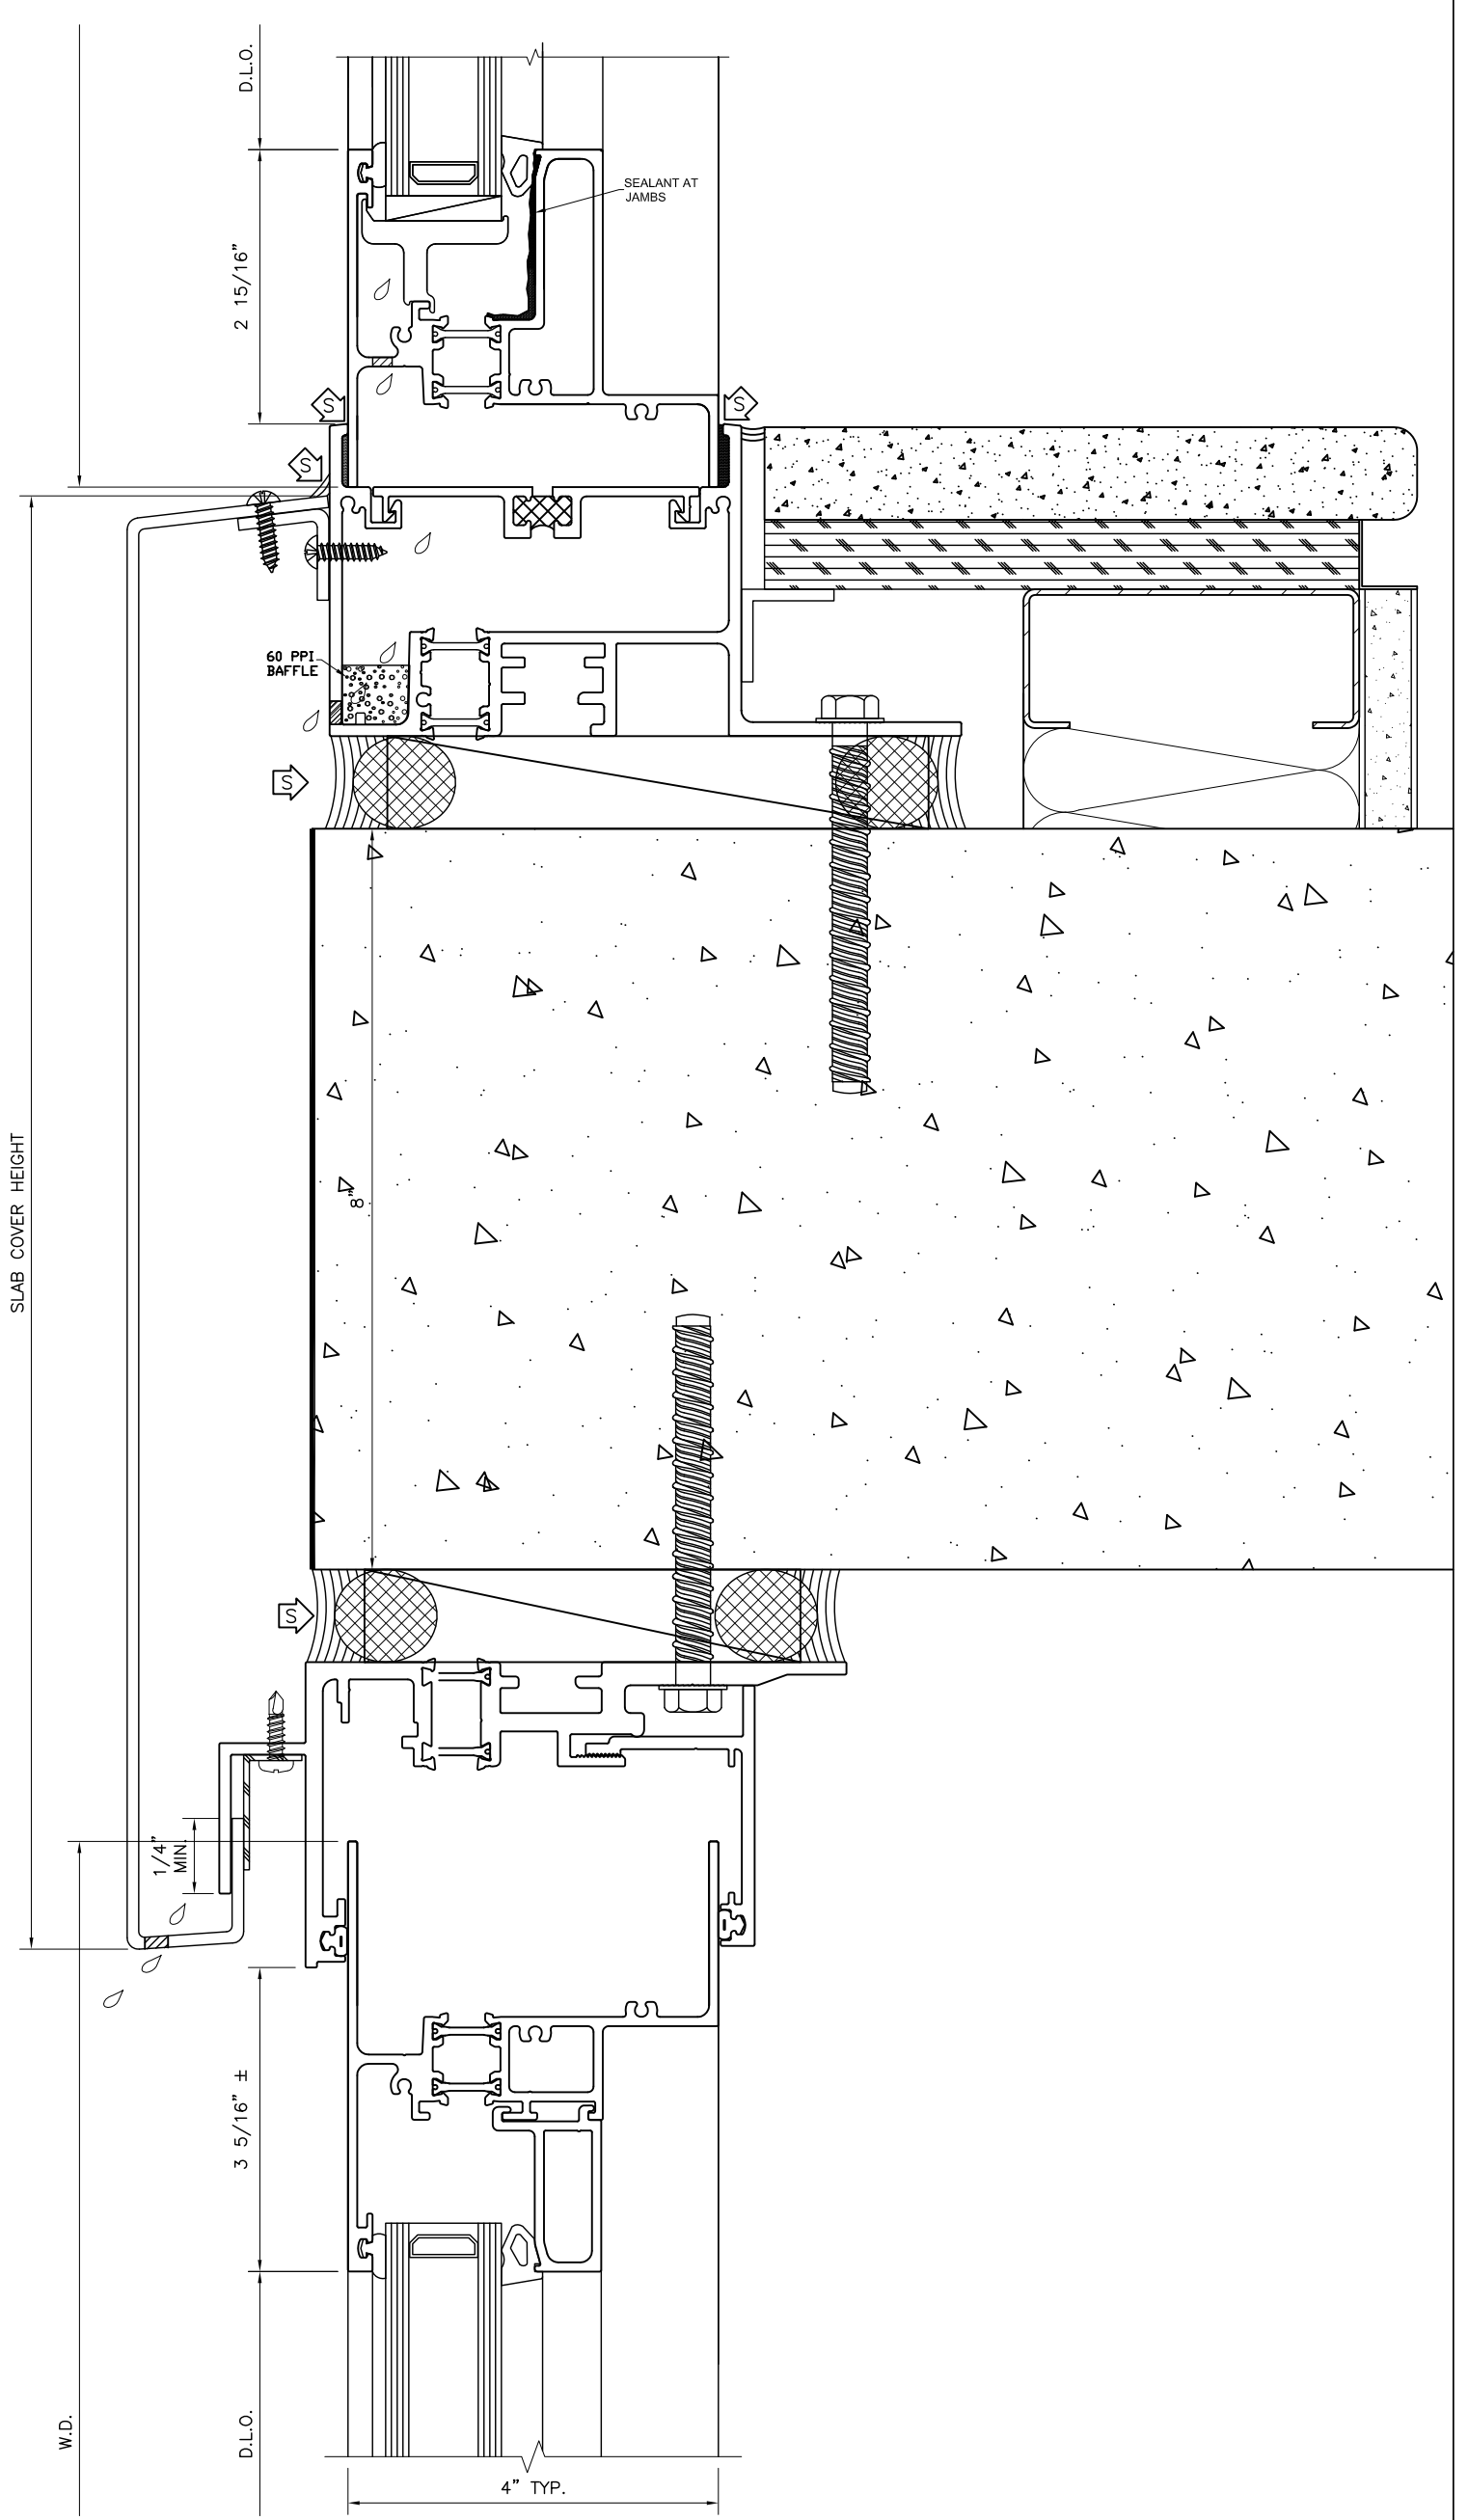 D.L.O.
SEALANT AT
JAMBS
2 15/16"
S
S
S
60 PPI
BAFFLE
S
SLAB COVER HEIGHT
8"
S
1/4"
MIN.
3 5/16" ±
W.D.
D.L.O.
4" TYP.